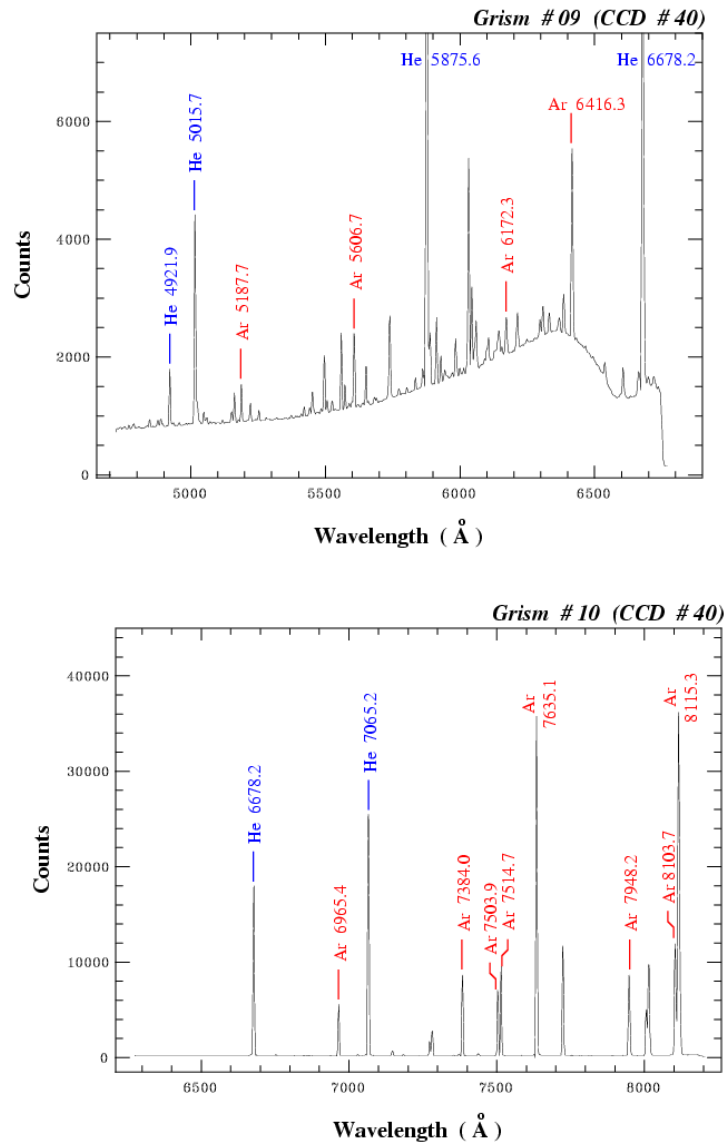 Grism # 09 (CCD # 40)
He 5875.6
He 6678.2
Ar 6416.3
He 5015.7
Ar 5606.7
Ar 6172.3
He 4921.9
Ar 5187.7
6000
4000
2000
0
Counts
5000
5500
6000
6500
Wavelength ( Å )
Grism # 10 (CCD # 40)
Ar
7635.1
Ar
8115.3
He 7065.2
He 6678.2
Ar 6965.4
Ar 7384.0
Ar 7503.9
Ar 7514.7
Ar 7948.2
Ar 8103.7
40000
30000
20000
10000
0
Counts
6500
7000
7500
8000
Wavelength ( Å )